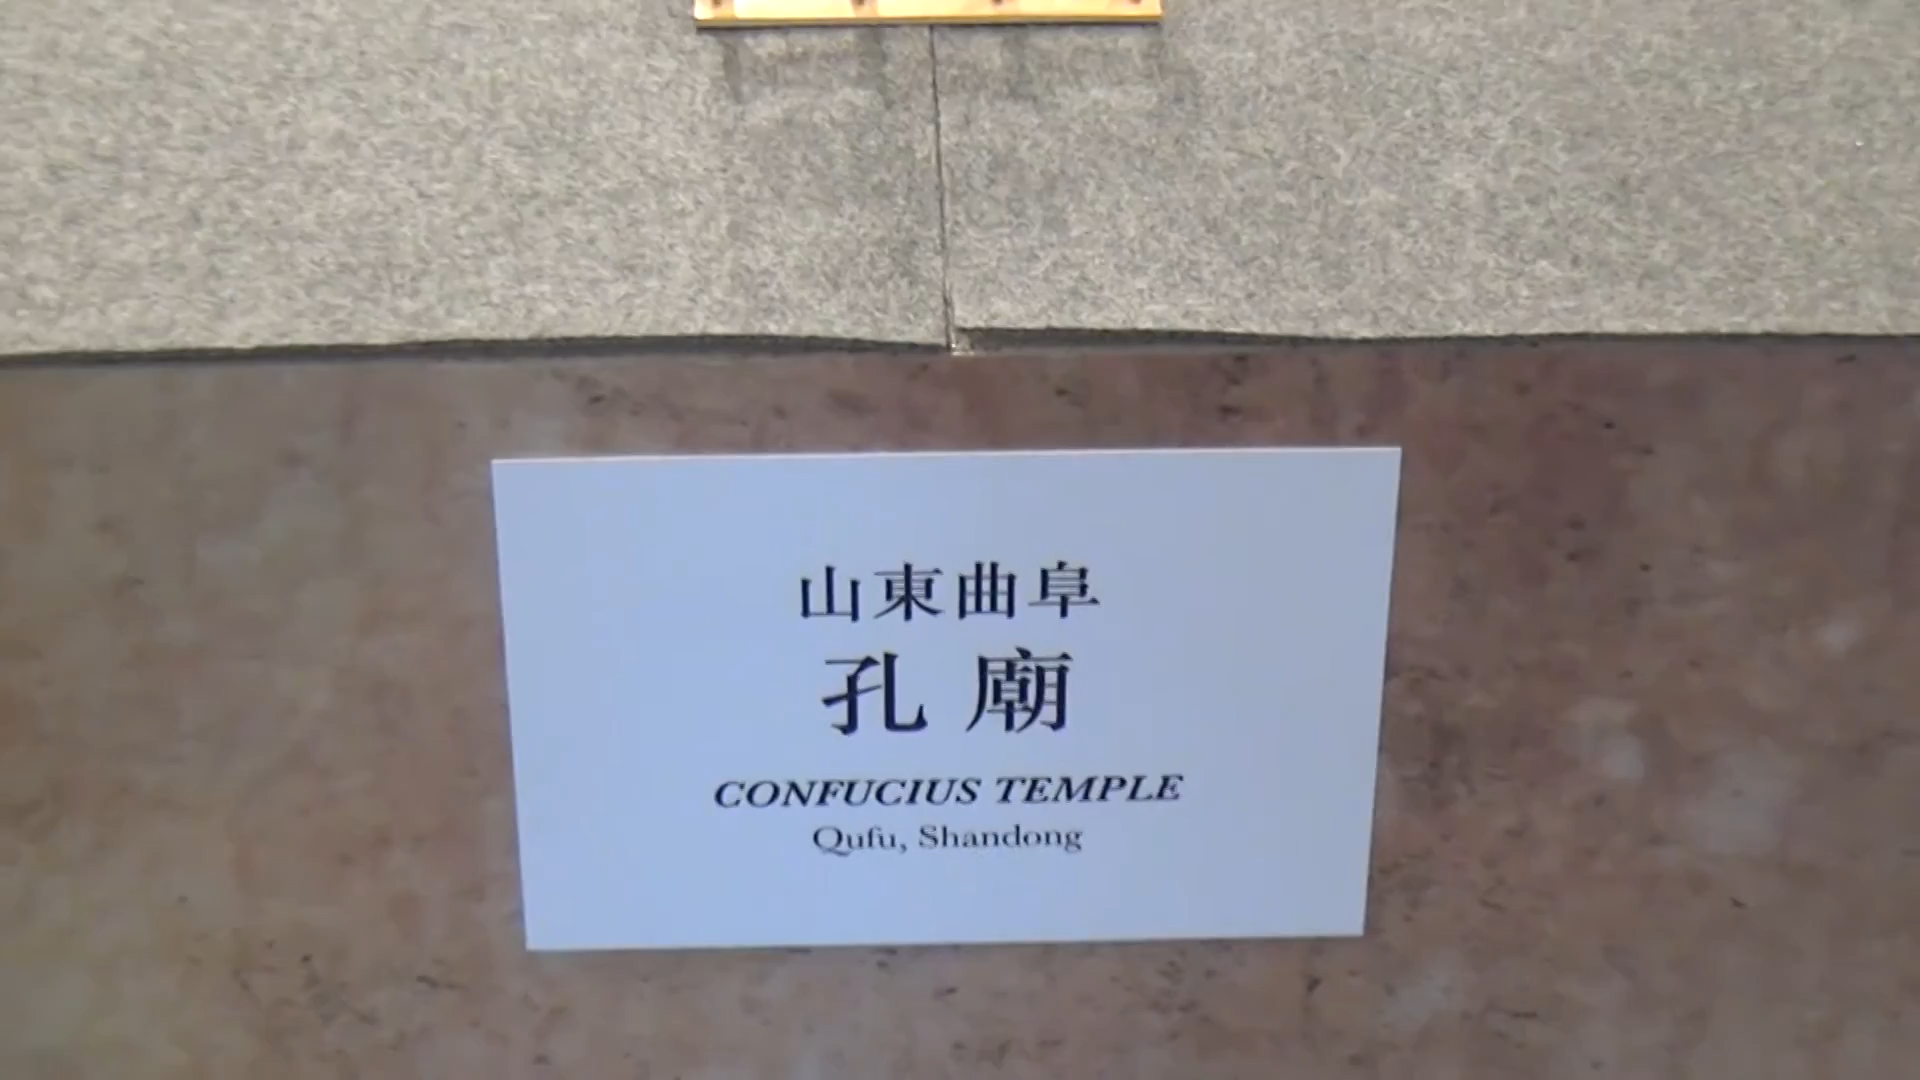 山東曲阜
孔廟
CONFUCIUS TEMPLE
Qufu, Shandong